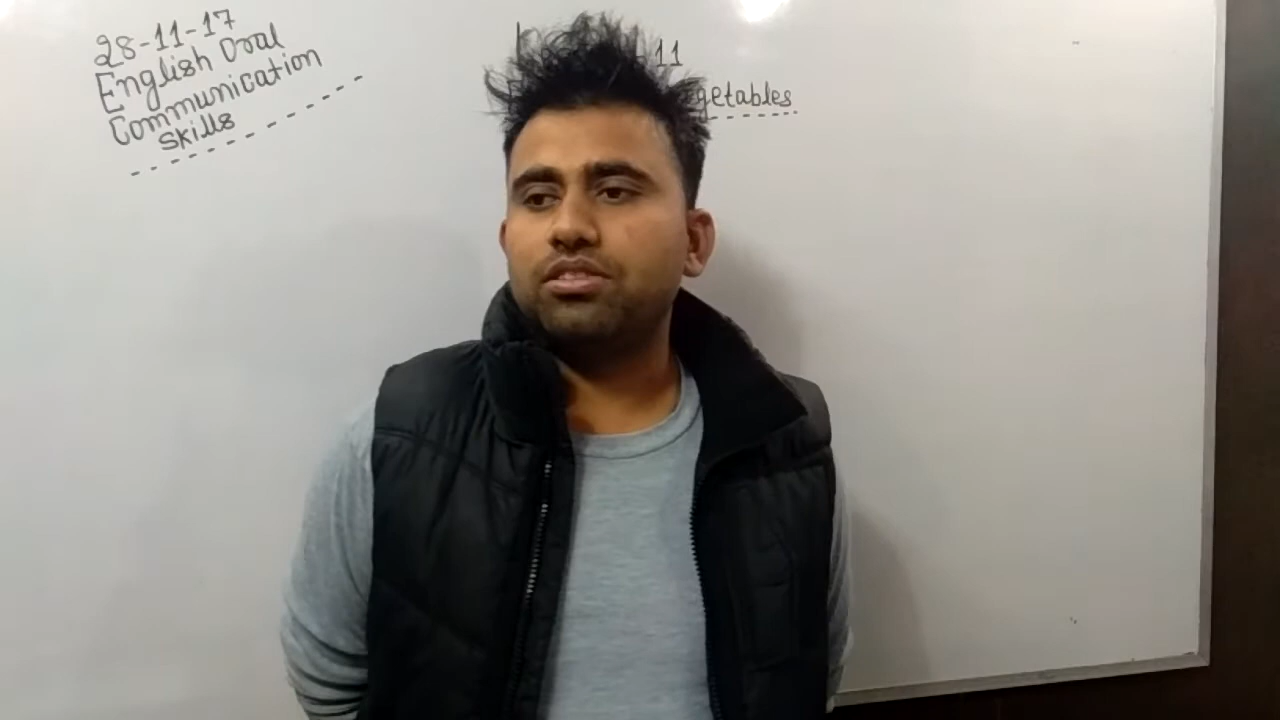 28-11-17
English Oral
Communication
Skills
11
getables